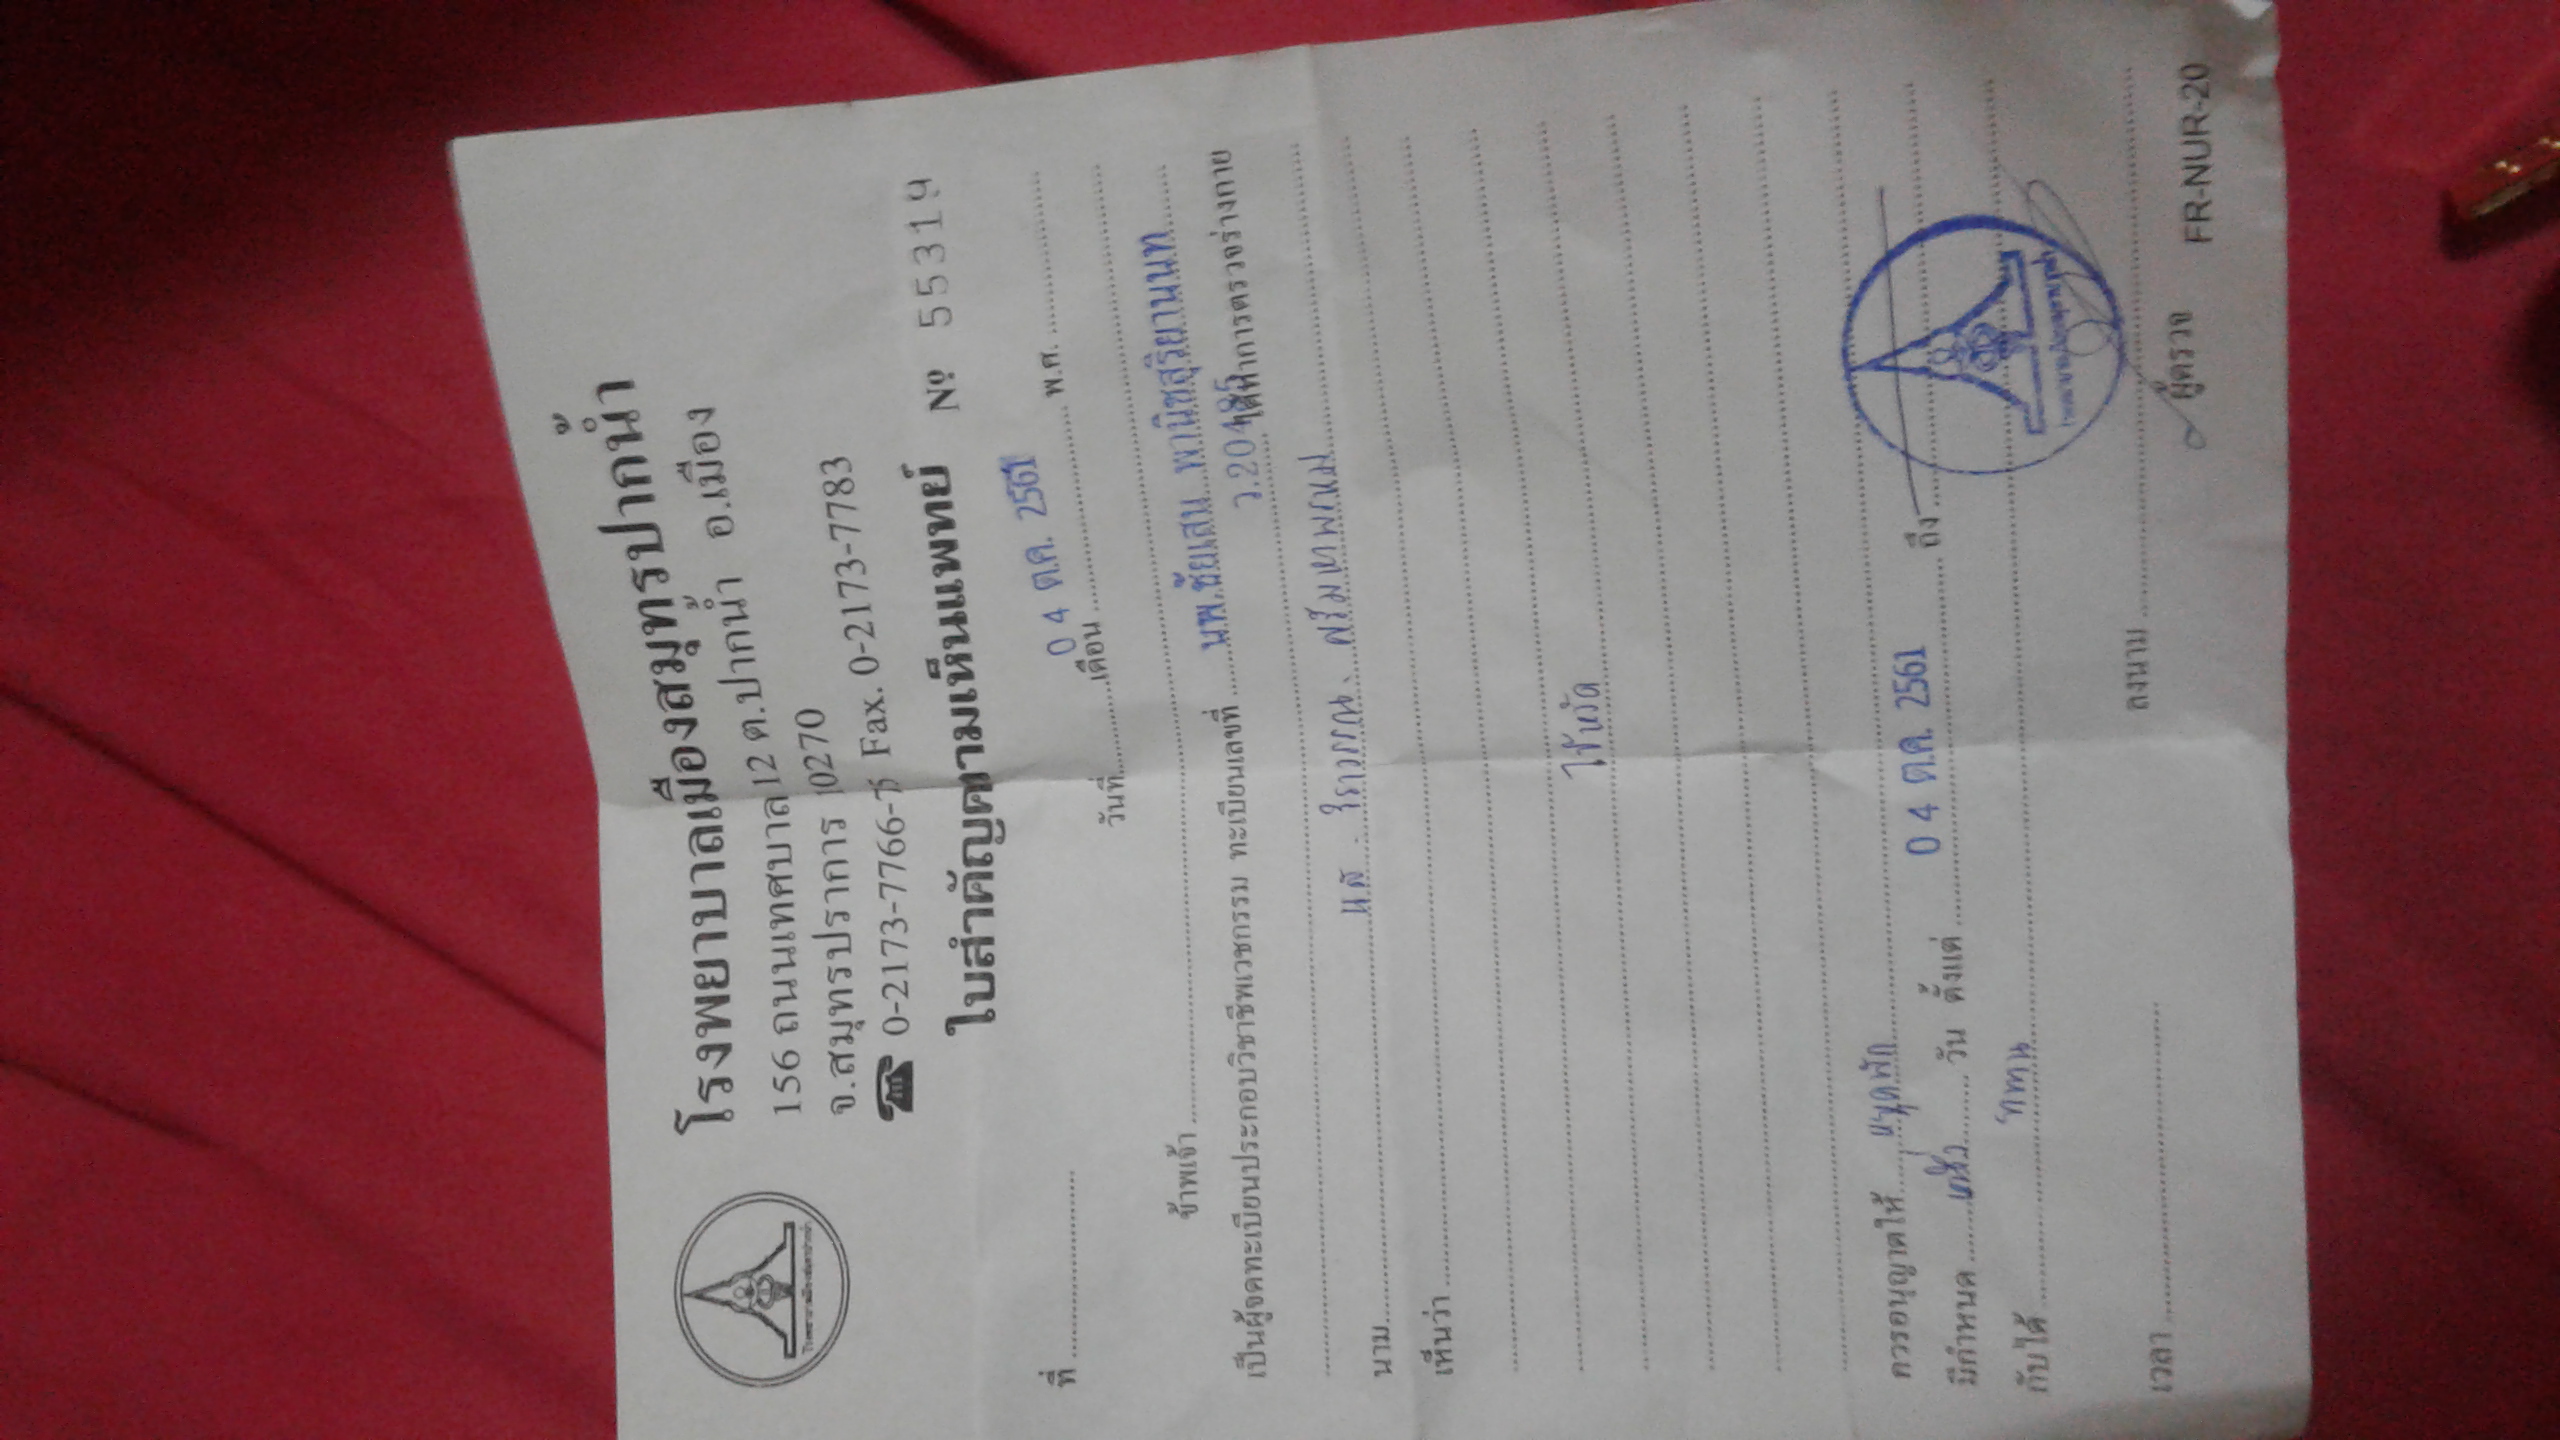 โรงพยาบาลเมืองสมุทรปากน้ำ
156 ถนนเทศบาล 12 ต.ปากน้ำ อ.เมือง
จ.สมุทรปราการ 10270
0-2173-7766-75 Fax. 0-2173-7783
ใบสำคัญความเห็นแพทย์ Nº 55319
ที่
04 ต.ค. 2561
วันที่ เดือน พ.ศ.
ข้าพเจ้า
นพ.ชัยเสน พานิชสุริยานนท
เป็นผู้จดทะเบียนประกอบวิชาชีพเวชกรรม ทะเบียนเลขที่
ว.20485 ได้ทำการตรวจร่างกาย
นาม ศรีมหาพรหม
เห็นว่า
ไข้หวัด
ควรอนุญาตให้ หยุดพัก
มีกำหนด วัน ตั้งแต่ 04 ต.ค. 2561 ถึง
กับได้
เวลา ลงนาม
ผู้ตรวจ
FR-NUR-20